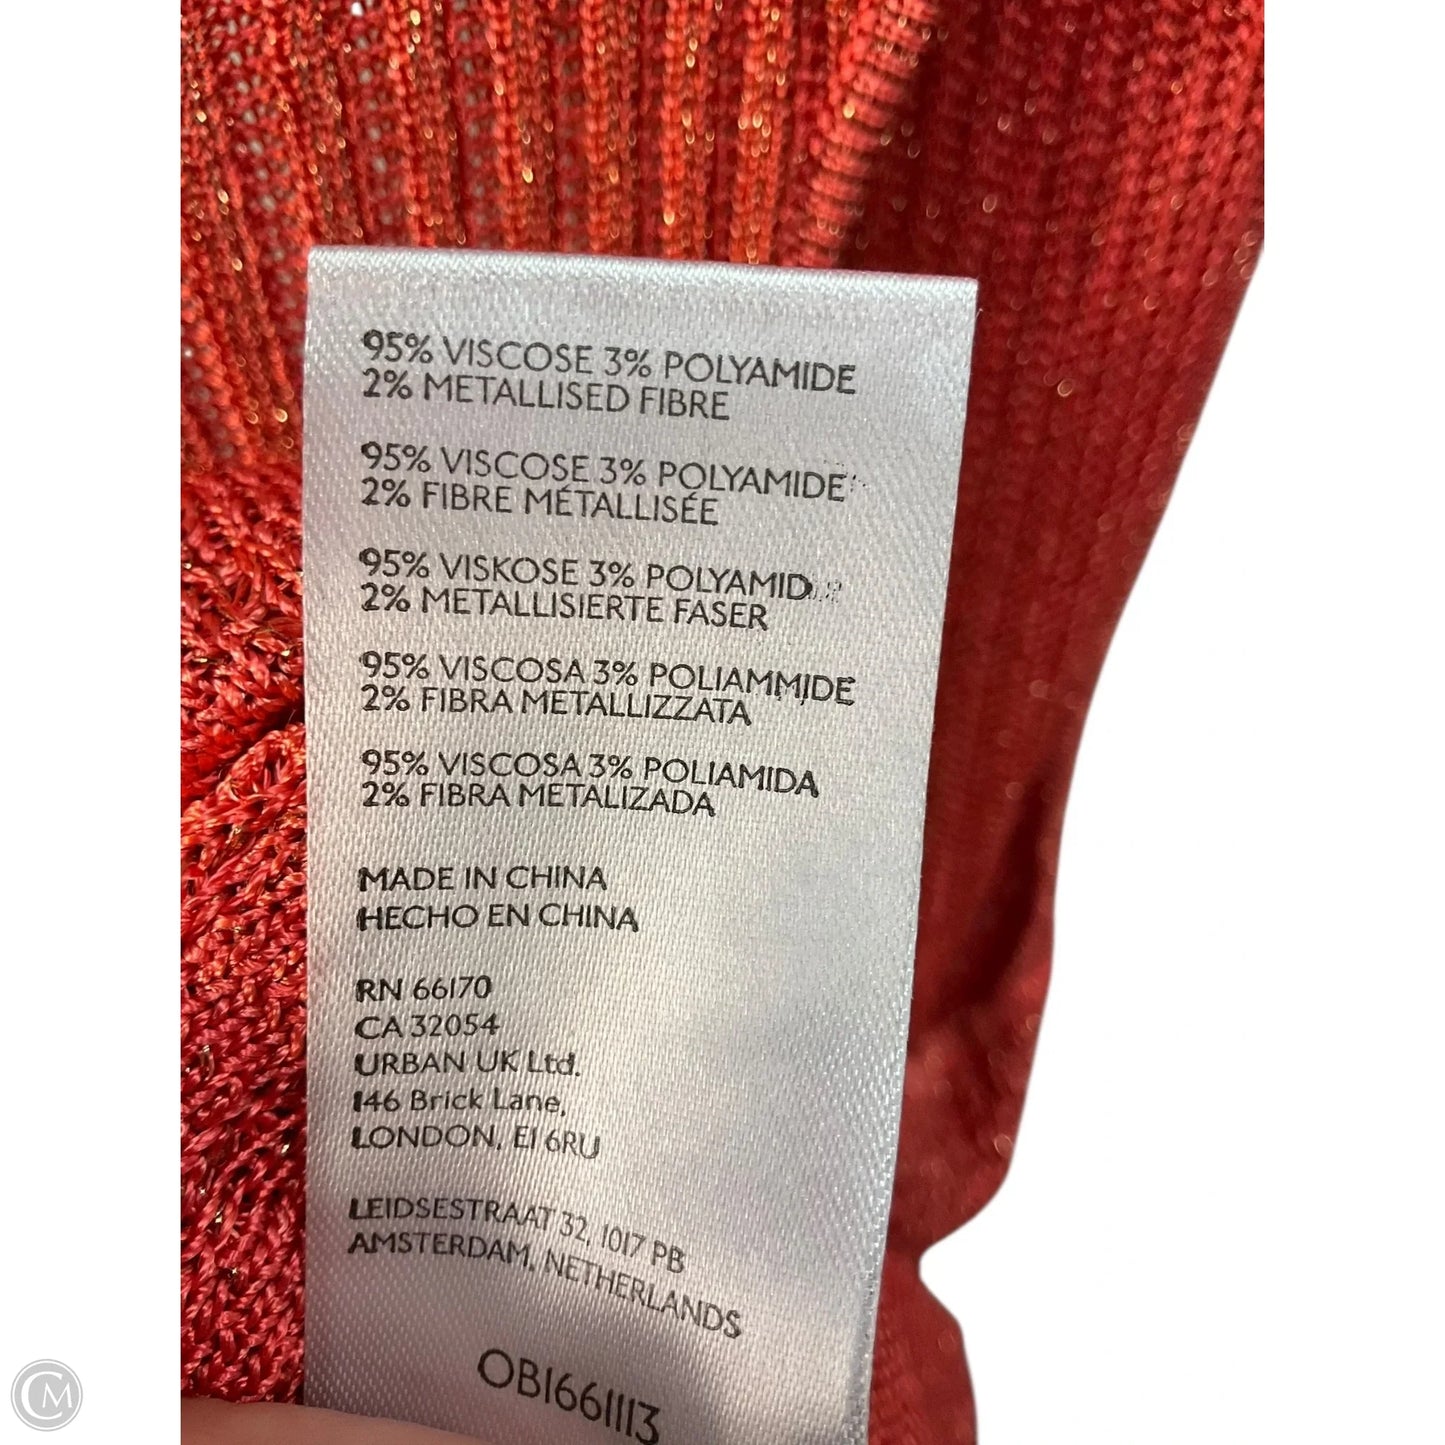 95% VISCOSE 3% POLYAMIDE
2% METALLISED FIBRE
95% VISCOSE 3% POLYAMIDE
2% FIBRE MÉTALLISÉE
95% VISKOSE 3% POLYAMID
2% METALLISIERTE FASER
95% VISCOSA 3% POLIAMMIDE
2% FIBRA METALLIZZATA
95% VISCOSA 3% POLIAMIDA
2% FIBRA METALIZADA
MADE IN CHINA
HECHO EN CHINA
RN 66170
CA 32054
URBAN UK Ltd.
146 Brick Lane,
LONDON, E1 6RU
LEIDSESTRAAT 32, 1017 PB
AMSTERDAM, NETHERLANDS
OB1661113
CM